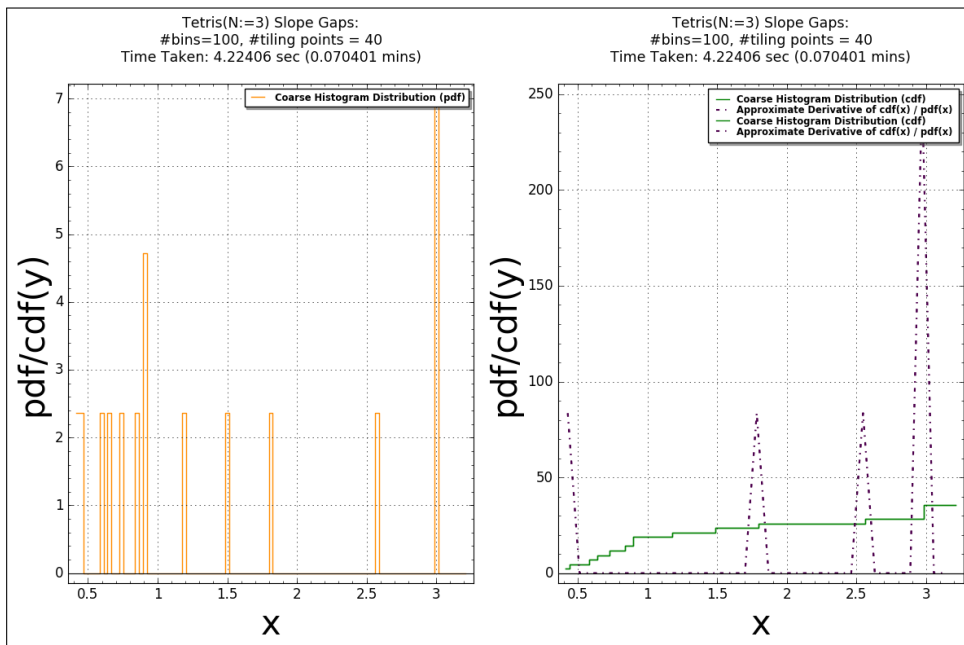 Tetris(N:=3) Slope Gaps:
#bins=100, #tiling points = 40
Time Taken: 4.22406 sec (0.070401 mins)
Coarse Histogram Distribution (pdf)
pdf/cdf(y)
7
6
5
4
3
2
1
0
0.5
1
1.5
2
2.5
3
x
Tetris(N:=3) Slope Gaps:
#bins=100, #tiling points = 40
Time Taken: 4.22406 sec (0.070401 mins)
Coarse Histogram Distribution (cdf)
Approximate Derivative of cdf(x) / pdf(x)
Coarse Histogram Distribution (cdf)
Approximate Derivative of cdf(x) / pdf(x)
pdf/cdf(y)
250
200
150
100
50
0
0.5
1
1.5
2
2.5
3
x